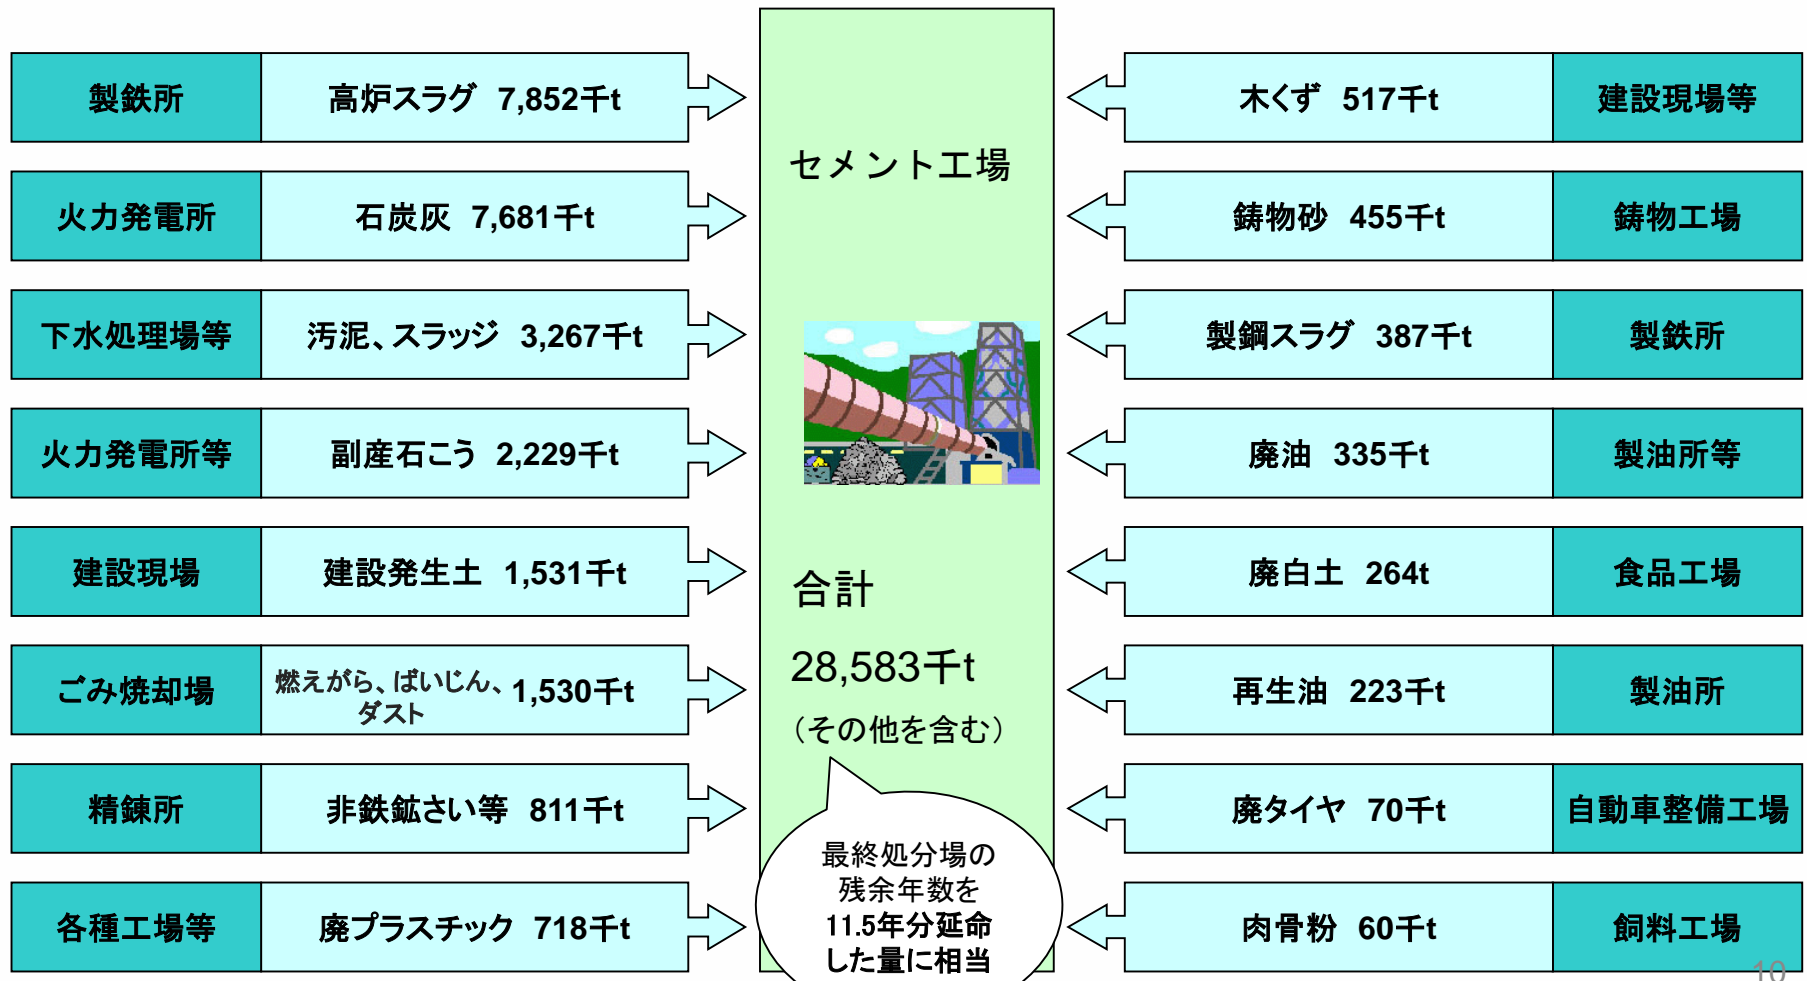 製鉄所 高炉スラグ 7,852千t
火力発電所 石炭灰 7,681千t
下水処理場等 汚泥、スラッジ 3,267千t
火力発電所等 副産石こう 2,229千t
建設現場 建設発生土 1,531千t
ごみ焼却場 燃えがら、ばいじん、 1,530千t
ダスト
精錬所 非鉄鉱さい等 811千t
各種工場等 廃プラスチック 718千t
セメント工場
合計
28,583千t
（その他を含む）
最終処分場の
残余年数を
11.5年分延命
した量に相当
木くず 517千t 建設現場等
鋳物砂 455千t 鋳物工場
製鋼スラグ 387千t 製鉄所
廃油 335千t 製油所等
廃白土 264t 食品工場
再生油 223千t 製油所
廃タイヤ 70千t 自動車整備工場
肉骨粉 60千t 飼料工場
10